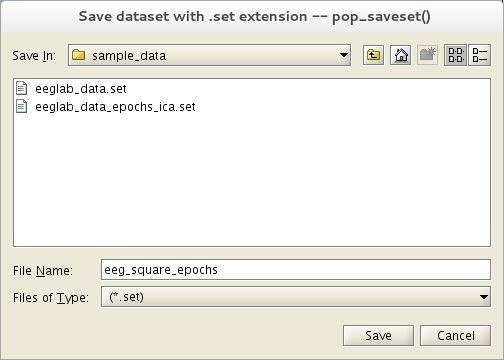 Save dataset with .set extension -- pop_saveset()
Save In: sample_data
eeglab_data.set
eeglab_data_epochs_ica.set
File Name: eeg_square_epochs
Files of Type: (*.set)
Save Cancel